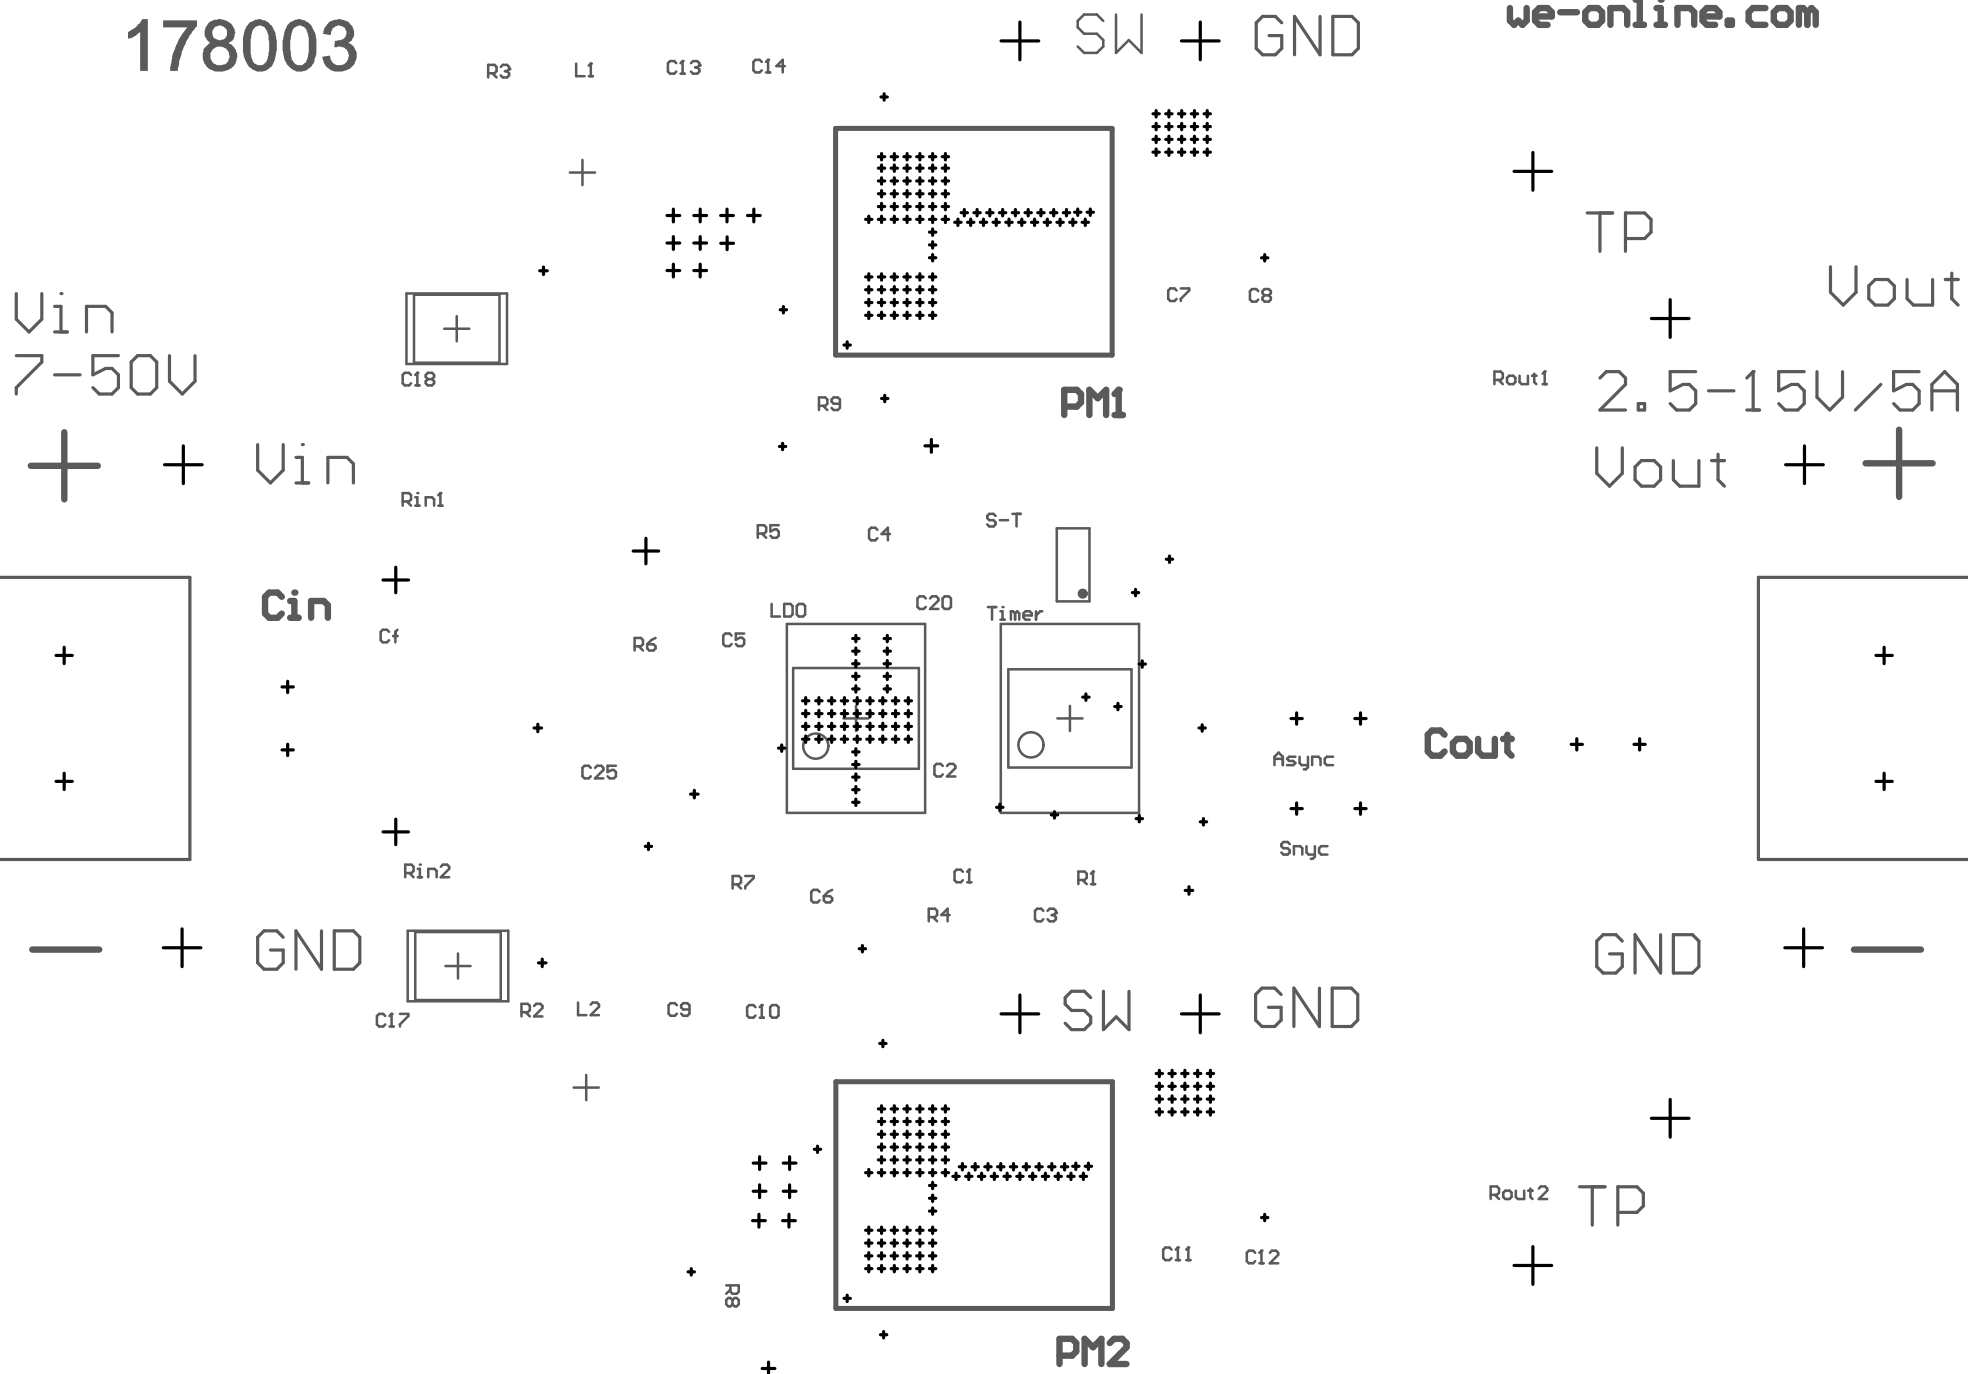 we-online.com
178003
SW GND
R3 L1 C13 C14
TP
Vin
7-50V
Vout
2.5-15V/5A
C7 C8
C18
Rout1
R9
PM1
Vin
Vout
Rin1
S-T
R5 C4
Cin
LDO
C20
Timer
Cf
R6 C5
Cout
Async
C25
C2
Snyc
Rin2
R7 C6 C1 R1
R4 C3
GND
GND
C17
R2 L2 C9 C10
SW GND
Rout2
TP
C11 C12
R8
PM2